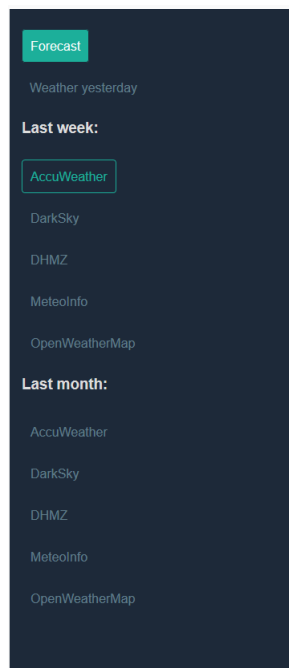 Forecast
Weather yesterday
Last week:
AccuWeather
DarkSky
DHMZ
MeteoInfo
OpenWeatherMap
Last month:
AccuWeather
DarkSky
DHMZ
MeteoInfo
OpenWeatherMap